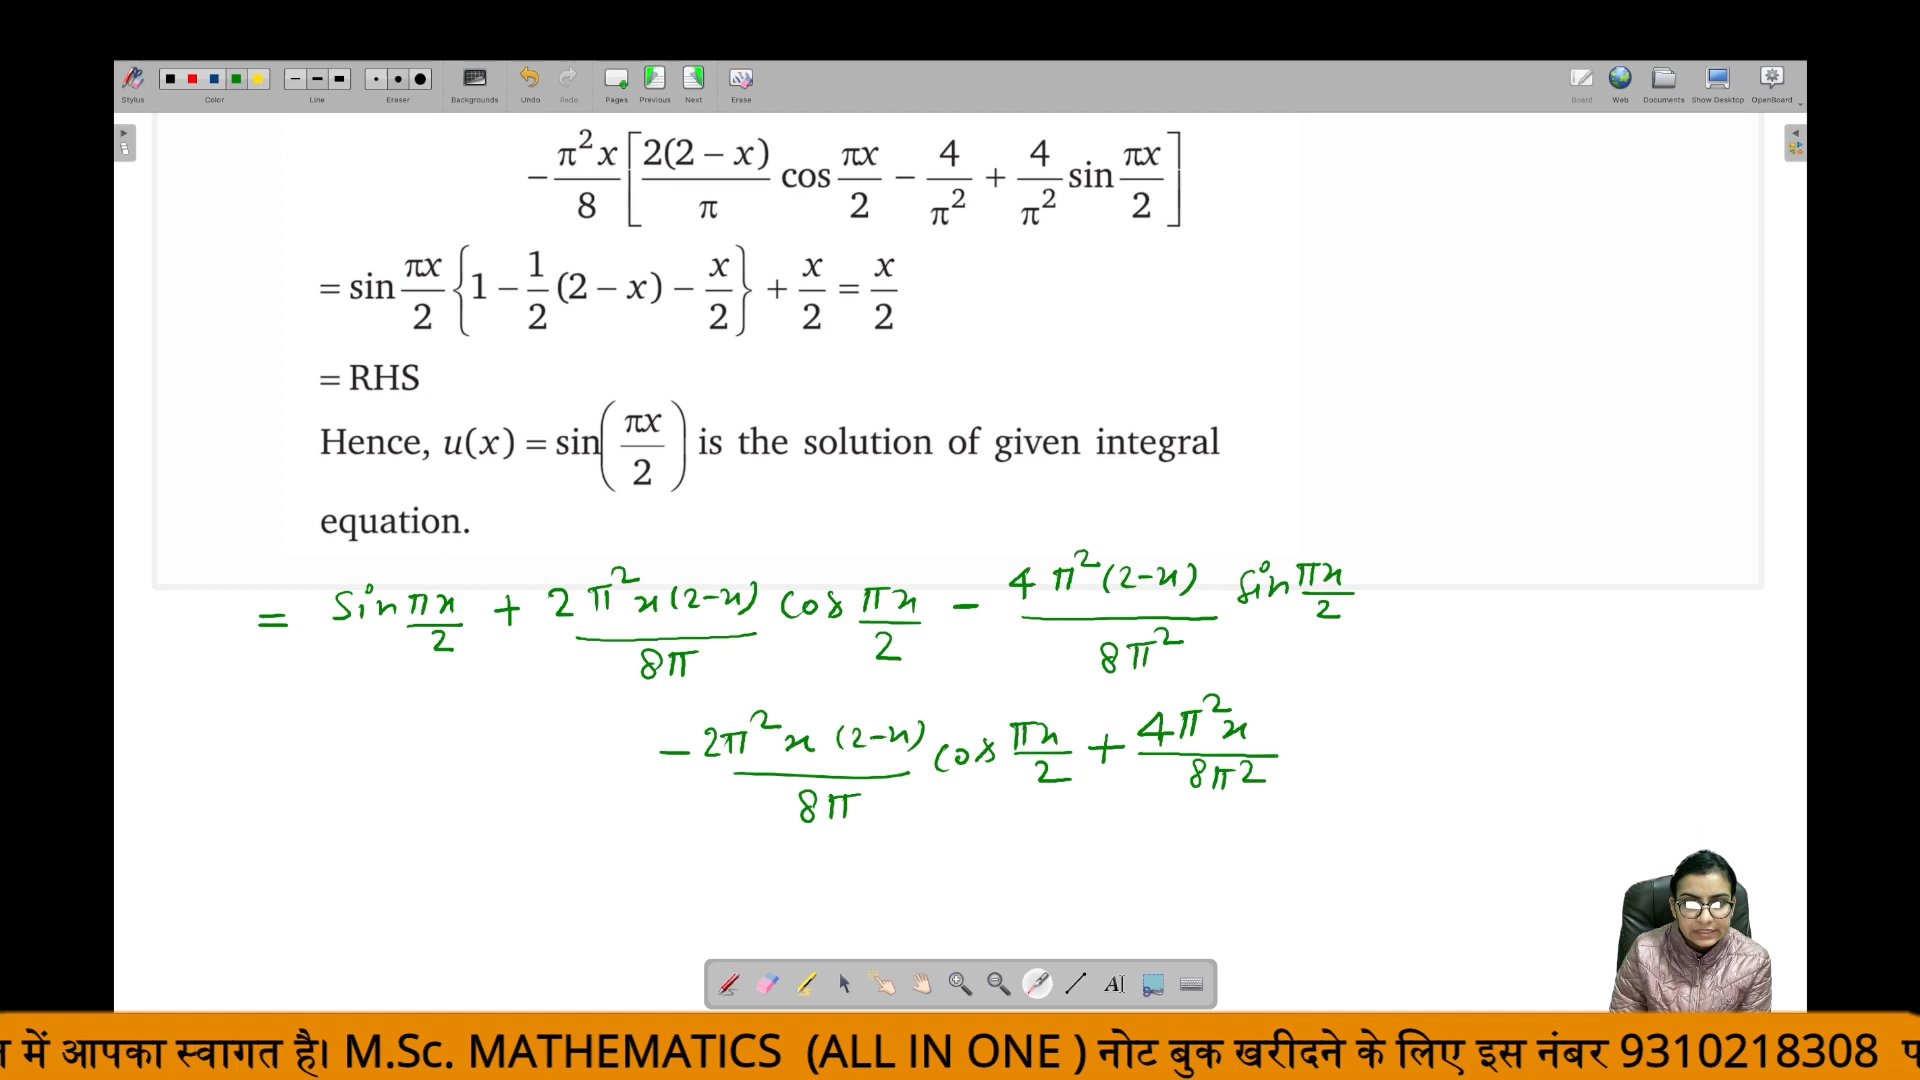 Stylus Color Line Eraser Backgrounds Undo Redo Pages Previous Next Erase Board Web Documents Show Desktop OpenBoard
- π²x/8 [ 2(2 - x)/π cos πx/2 - 4/π² + 4/π² sin πx/2 ]
= sin πx/2 { 1 - 1/2 (2 - x) - x/2 } + x/2 = x/2
= RHS
Hence, u(x) = sin( πx/2 ) is the solution of given integral
equation.
= sin πx/2 + 2π²x(2-x)/8π cos πx/2 - 4π²(2-x)/8π² sin πx/2
- 2π²x(2-x)/8π cos πx/2 + 4π²x/8π2
में आपका स्वागत है। M.Sc. MATHEMATICS (ALL IN ONE ) नोट बुक खरीदने के लिए इस नंबर 9310218308